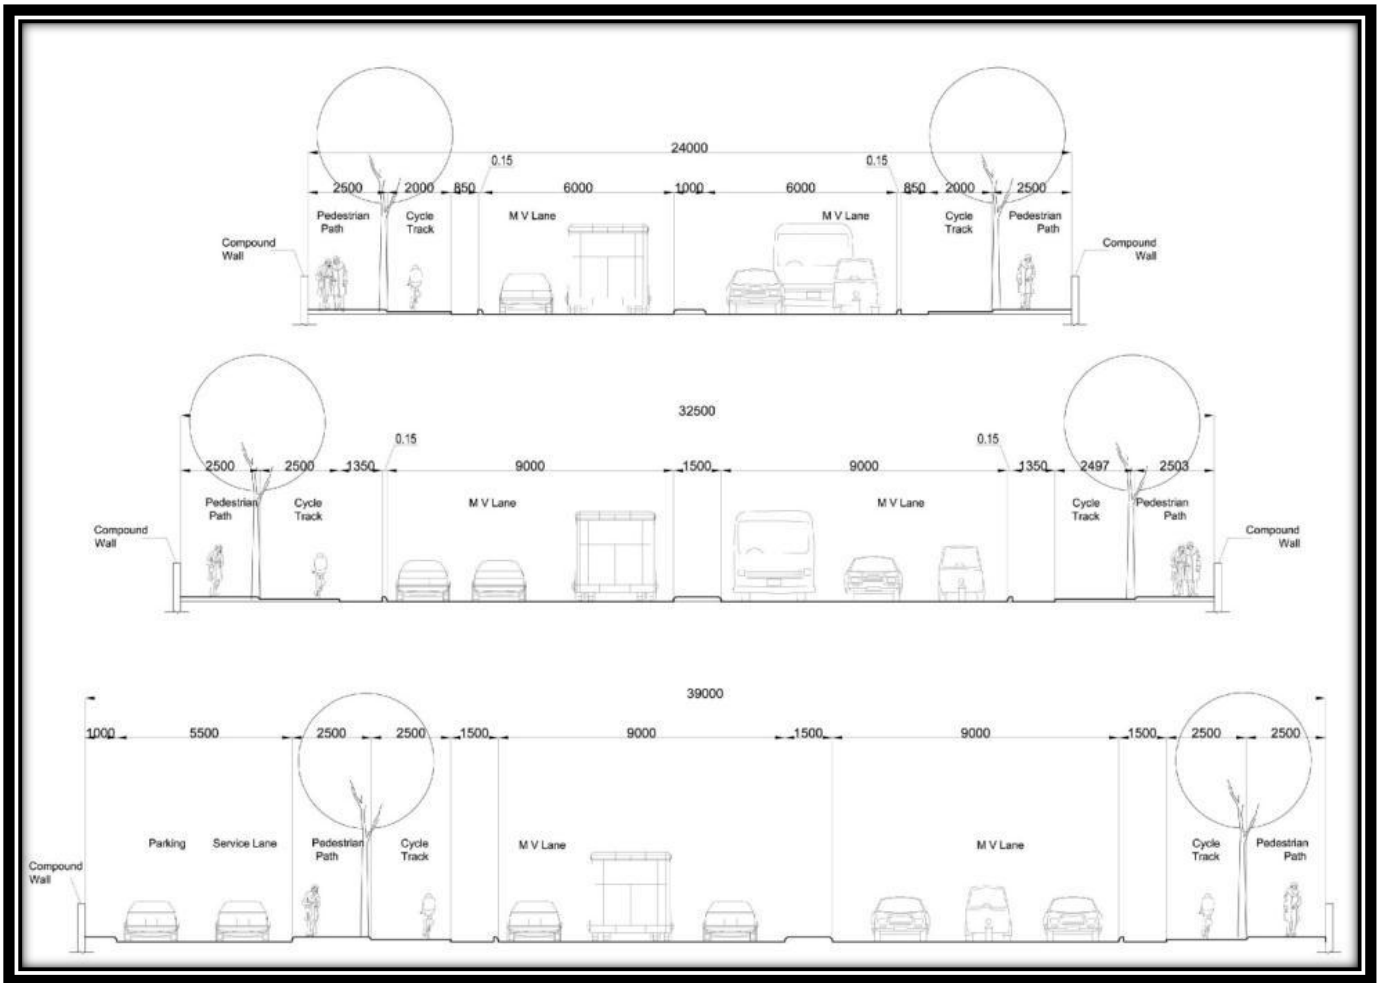 24000
0.15 0.15
2500 2000 850 6000 1000 6000 850 2000 2500
Pedestrian Path
Cycle Track
M V Lane
M V Lane
Cycle Track
Pedestrian Path
Compound Wall
Compound Wall
32500
0.15 0.15
2500 2500 1350 9000 1500 9000 1350 2497 2503
Pedestrian Path
Cycle Track
M V Lane
M V Lane
Cycle Track
Pedestrian Path
Compound Wall
Compound Wall
39000
1000 5500 2500 2500 1500 9000 1500 9000 1500 2500 2500
Parking
Service Lane
Pedestrian Path
Cycle Track
M V Lane
M V Lane
Cycle Track
Pedestrian Path
Compound Wall